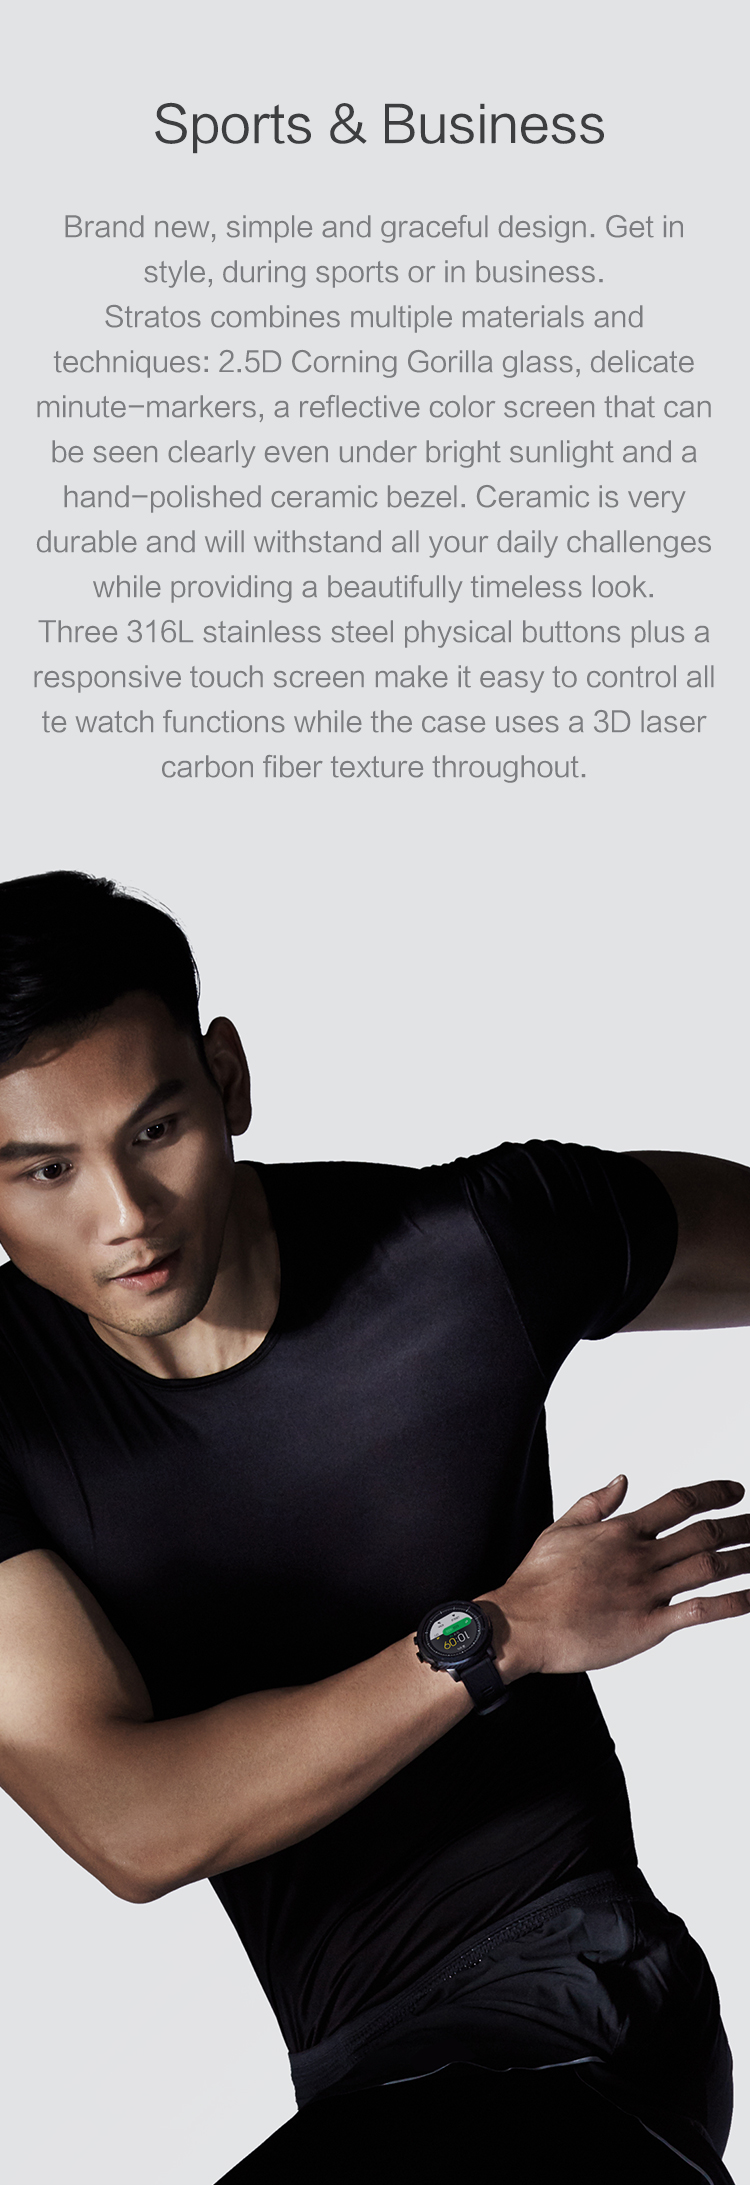 Sports & Business
Brand new, simple and graceful design. Get in
style, during sports or in business.
Stratos combines multiple materials and
techniques: 2.5D Corning Gorilla glass, delicate
minute-markers, a reflective color screen that can
be seen clearly even under bright sunlight and a
hand-polished ceramic bezel. Ceramic is very
durable and will withstand all your daily challenges
while providing a beautifully timeless look.
Three 316L stainless steel physical buttons plus a
responsive touch screen make it easy to control all
te watch functions while the case uses a 3D laser
carbon fiber texture throughout.
10:09